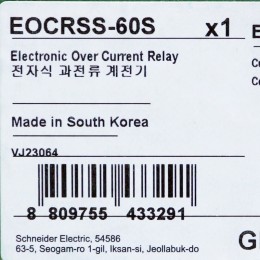 EOCRSS-60S x1
Electronic Over Current Relay
전자식 과전류 계전기
Made in South Korea
VJ23064
8 809755 433291
Schneider Electric, 54586
63-5, Seogam-ro 1-gil, Iksan-si, Jeollabuk-do